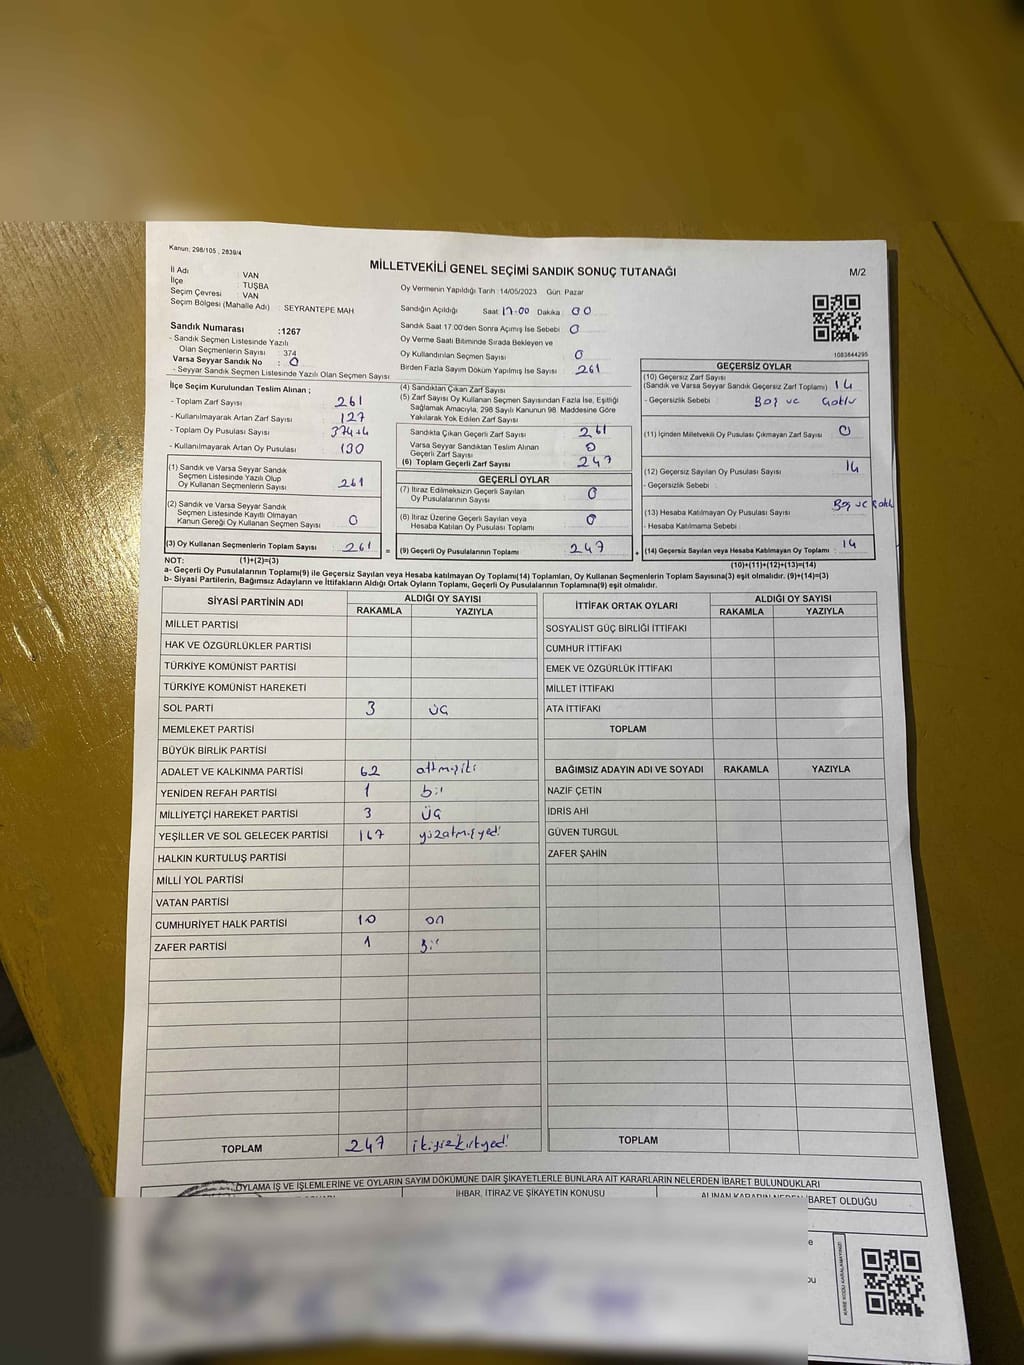 Kanun, 298/105 , 2839/4
MİLLETVEKİLİ GENEL SEÇİMİ SANDIK SONUÇ TUTANAĞI
M/2
İl Adı : VAN
İlçe : TUŞBA
Seçim Çevresi : VAN
Seçim Bölgesi (Mahalle Adı) : SEYRANTEPE MAH
Sandık Numarası :1267
- Sandık Seçmen Listesinde Yazılı
Olan Seçmenlerin Sayısı : 374
Varsa Seyyar Sandık No : 0
- Seyyar Sandık Seçmen Listesinde Yazılı Olan Seçmen Sayısı
Oy Vermenin Yapıldığı Tarih :14/05/2023 Gün: Pazar
Sandığın Açıldığı Saat 17.00 Dakika 00
Sandık Saat 17.00'den Sonra Açımış İse Sebebi 0
Oy Verme Saati Bitiminde Sırada Bekleyen ve
Oy Kullandırılan Seçmen Sayısı 0
Birden Fazla Sayım Döküm Yapılmış İse Sayısı 261
1083844295
İlçe Seçim Kurulundan Teslim Alınan ;
- Toplam Zarf Sayısı 261
- Kullanılmayarak Artan Zarf Sayısı 127
- Toplam Oy Pusulası Sayısı 374+4
- Kullanılmayarak Artan Oy Pusulası 130
(1) Sandık ve Varsa Seyyar Sandık
Seçmen Listesinde Yazılı Olup
Oy Kullanan Seçmenlerin Sayısı 261
(2) Sandık ve Varsa Seyyar Sandık
Seçmen Listesinde Kayıtlı Olmayan
Kanun Gereği Oy Kullanan Seçmen Sayısı 0
(3) Oy Kullanan Seçmenlerin Toplam Sayısı 261 =
(4) Sandıktan Çıkan Zarf Sayısı
(5) Zarf Sayısı Oy Kullanan Seçmen Sayısından Fazla İse, Eşitliği
Sağlamak Amacıyla, 298 Sayılı Kanunun 98. Maddesine Göre
Yakılarak Yok Edilen Zarf Sayısı
Sandıkta Çıkan Geçerli Zarf Sayısı 261
Varsa Seyyar Sandıktan Teslim Alınan
Geçerli Zarf Sayısı 0
(6) Toplam Geçerli Zarf Sayısı 247
GEÇERLİ OYLAR
(7) İtiraz Edilmeksizin Geçerli Sayılan
Oy Pusulalarının Sayısı 0
(8) İtiraz Üzerine Geçerli Sayılan veya
Hesaba Katılan Oy Pusulası Toplamı 0
(9) Geçerli Oy Pusulalarının Toplamı 247 +
GEÇERSİZ OYLAR
(10) Geçersiz Zarf Sayısı
(Sandık ve Varsa Seyyar Sandık Geçersiz Zarf Toplamı) 14
- Geçersizlik Sebebi : Boş ve
(11) İçinden Milletvekili Oy Pusulası Çıkmayan Zarf Sayısı 0
(12) Geçersiz Sayılan Oy Pusulası Sayısı 14
- Geçersizlik Sebebi : Boş ve
(13) Hesaba Katılmayan Oy Pusulası Sayısı
- Hesaba Katılmama Sebebi
(14) Geçersiz Sayılan veya Hesaba Katılmayan Oy Toplamı 14
NOT: (1)+(2)=(3) (10)+(11)+(12)+(13)=(14)
a- Geçerli Oy Pusulalarının Toplamı(9) ile Geçersiz Sayılan veya Hesaba katılmayan Oy Toplamı(14) Toplamları, Oy Kullanan Seçmenlerin Toplam Sayısına(3) eşit olmalıdır. (9)+(14)=(3)
b- Siyasi Partilerin, Bağımsız Adayların ve İttifakların Aldığı Ortak Oyların Toplamı, Geçerli Oy Pusulalarının Toplamına(9) eşit olmalıdır.
SİYASİ PARTİNİN ADI ALDIĞI OY SAYISI
RAKAMLA YAZIYLA
MİLLET PARTİSİ
HAK VE ÖZGÜRLÜKLER PARTİSİ
TÜRKİYE KOMÜNİST PARTİSİ
TÜRKİYE KOMÜNİST HAREKETİ
SOL PARTİ 3 üç
MEMLEKET PARTİSİ
BÜYÜK BİRLİK PARTİSİ
ADALET VE KALKINMA PARTİSİ 62 altmışiki
YENİDEN REFAH PARTİSİ 1 bir
MİLLİYETÇİ HAREKET PARTİSİ 3 üç
YEŞİLLER VE SOL GELECEK PARTİSİ 167 yüzatmışyedi
HALKIN KURTULUŞ PARTİSİ
MİLLİ YOL PARTİSİ
VATAN PARTİSİ
CUMHURİYET HALK PARTİSİ 10 on
ZAFER PARTİSİ 1 Bir
TOPLAM 247 ikiyüzkırkyedi
İTTİFAK ORTAK OYLARI ALDIĞI OY SAYISI
RAKAMLA YAZIYLA
SOSYALİST GÜÇ BİRLİĞİ İTTİFAKI
CUMHUR İTTİFAKI
EMEK VE ÖZGÜRLÜK İTTİFAKI
MİLLET İTTİFAKI
ATA İTTİFAKI
TOPLAM
BAĞIMSIZ ADAYIN ADI VE SOYADI RAKAMLA YAZIYLA
NAZİF ÇETİN
İDRİS AHİ
GÜVEN TURGUL
ZAFER ŞAHİN
TOPLAM
OYLAMA İŞ VE İŞLEMLERİNE VE OYLARIN SAYIM DÖKÜMÜNE DAİR ŞİKAYETLERLE BUNLARA AİT KARARLARIN NELERDEN İBARET BULUNDUKLARI
İHBAR, İTİRAZ VE ŞİKAYETİN KONUSU
ALINAN KARARIN NEDEN İBARET OLDUĞU